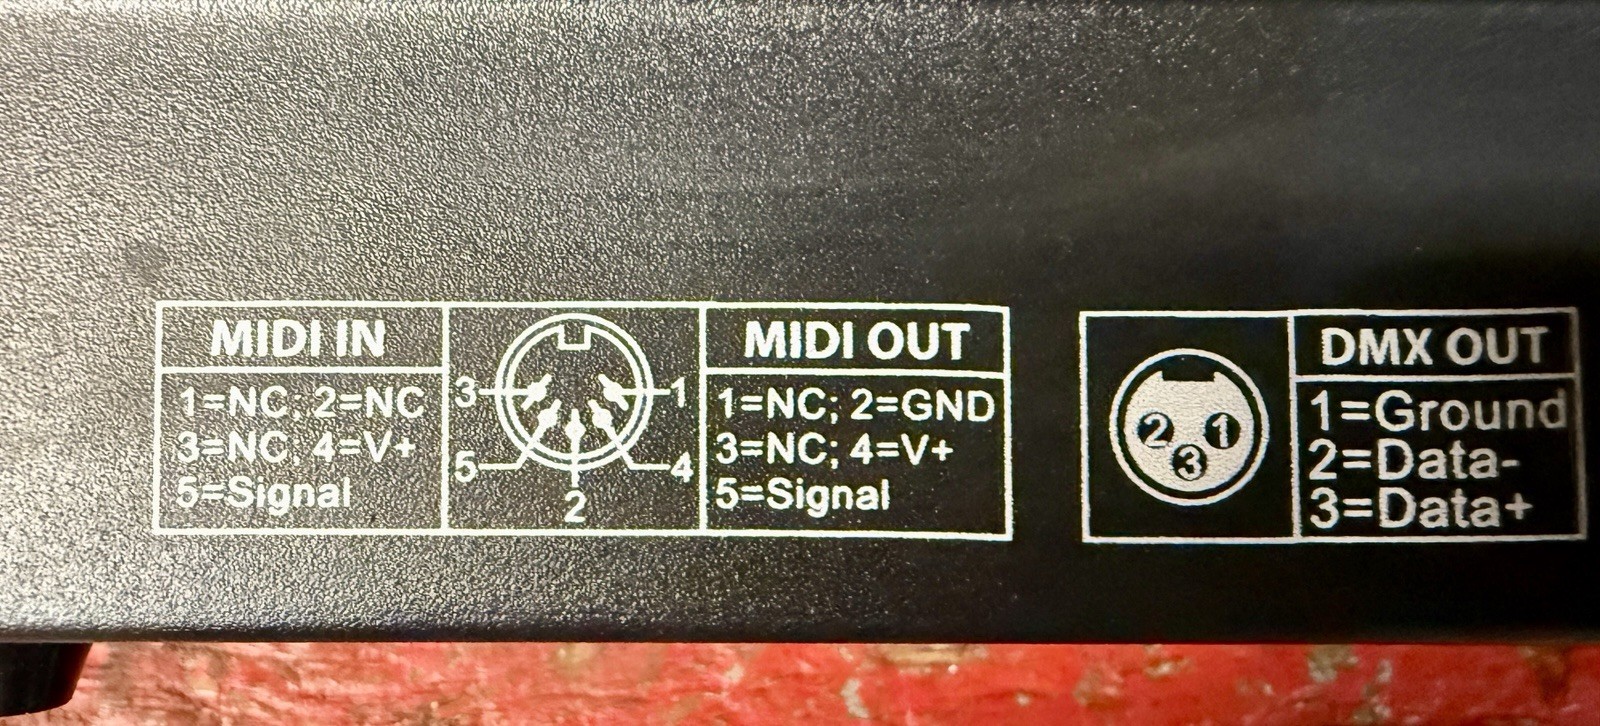 MIDI IN
1=NC; 2=NC
3=NC; 4=V+
5=Signal
3
1
5
4
2
MIDI OUT
1=NC; 2=GND
3=NC; 4=V+
5=Signal
2 1
3
DMX OUT
1=Ground
2=Data-
3=Data+